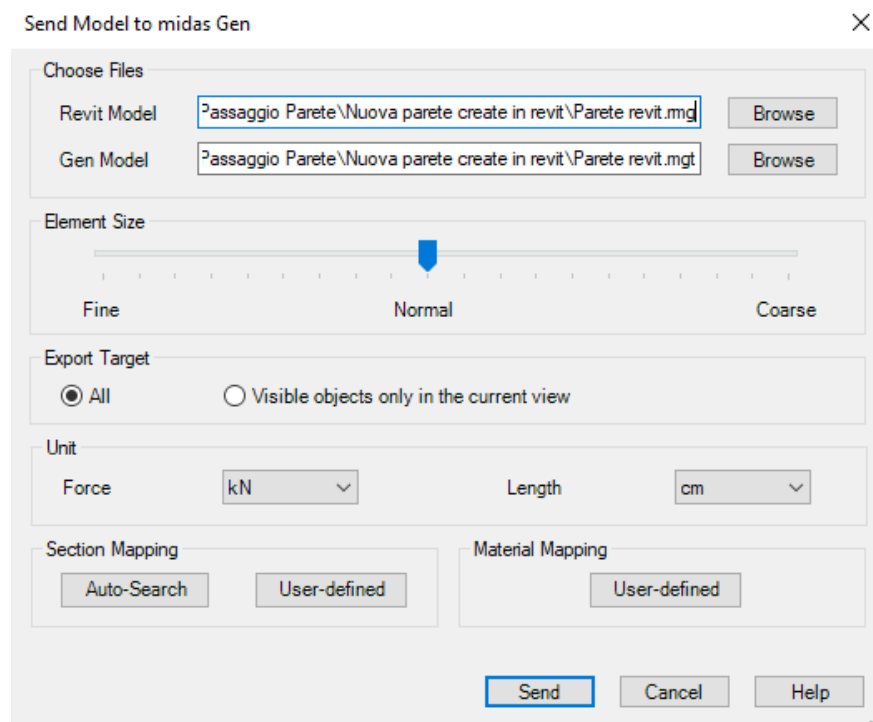 Send Model to midas Gen
Choose Files
Revit Model Passaggio Parete\Nuova parete create in revit\Parete revit.rmg Browse
Gen Model Passaggio Parete\Nuova parete create in revit\Parete revit.mgt Browse
Element Size
Fine Normal Coarse
Export Target
All Visible objects only in the current view
Unit
Force kN Length cm
Section Mapping Material Mapping
Auto-Search User-defined User-defined
Send Cancel Help